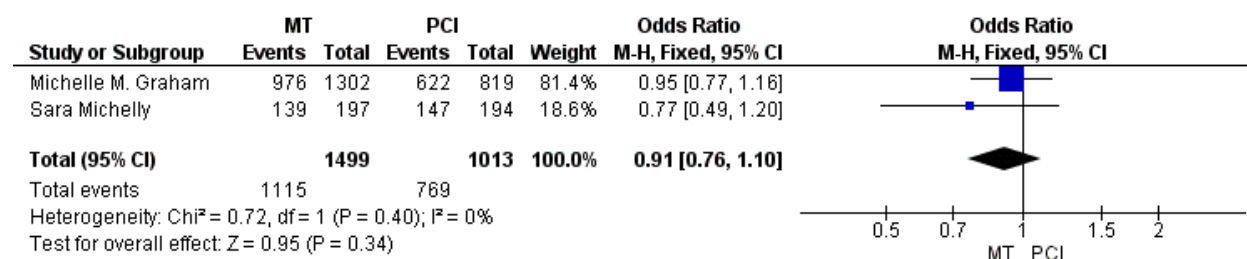 MT PCI Odds Ratio Odds Ratio
Study or Subgroup Events Total Events Total Weight M-H, Fixed, 95% CI M-H, Fixed, 95% CI
Michelle M. Graham 976 1302 622 819 81.4% 0.95 [0.77, 1.16]
Sara Michelly 139 197 147 194 18.6% 0.77 [0.49, 1.20]
Total (95% CI) 1499 1013 100.0% 0.91 [0.76, 1.10]
Total events 1115 769
Heterogeneity: Chi² = 0.72, df = 1 (P = 0.40); I² = 0%
Test for overall effect: Z = 0.95 (P = 0.34)
0.5 0.7 1 1.5 2
MT PCI